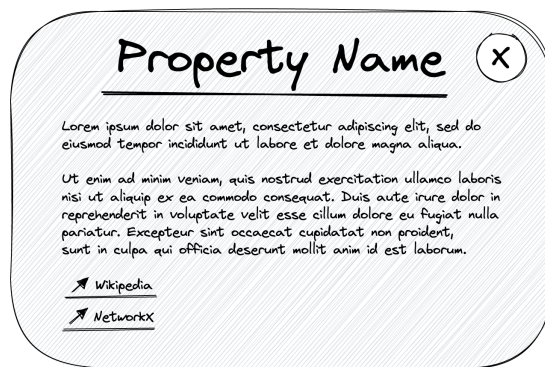 Property Name
X
Lorem ipsum dolor sit amet, consectetur adipiscing elit, sed do
eiusmod tempor incididunt ut labore et dolore magna aliqua.
Ut enim ad minim veniam, quis nostrud exercitation ullamco laboris
nisi ut aliquip ex ea commodo consequat. Duis aute irure dolor in
reprehenderit in voluptate velit esse cillum dolore eu fugiat nulla
pariatur. Excepteur sint occaecat cupidatat non proident,
sunt in culpa qui officia deserunt mollit anim id est laborum.
Wikipedia
NetworkX